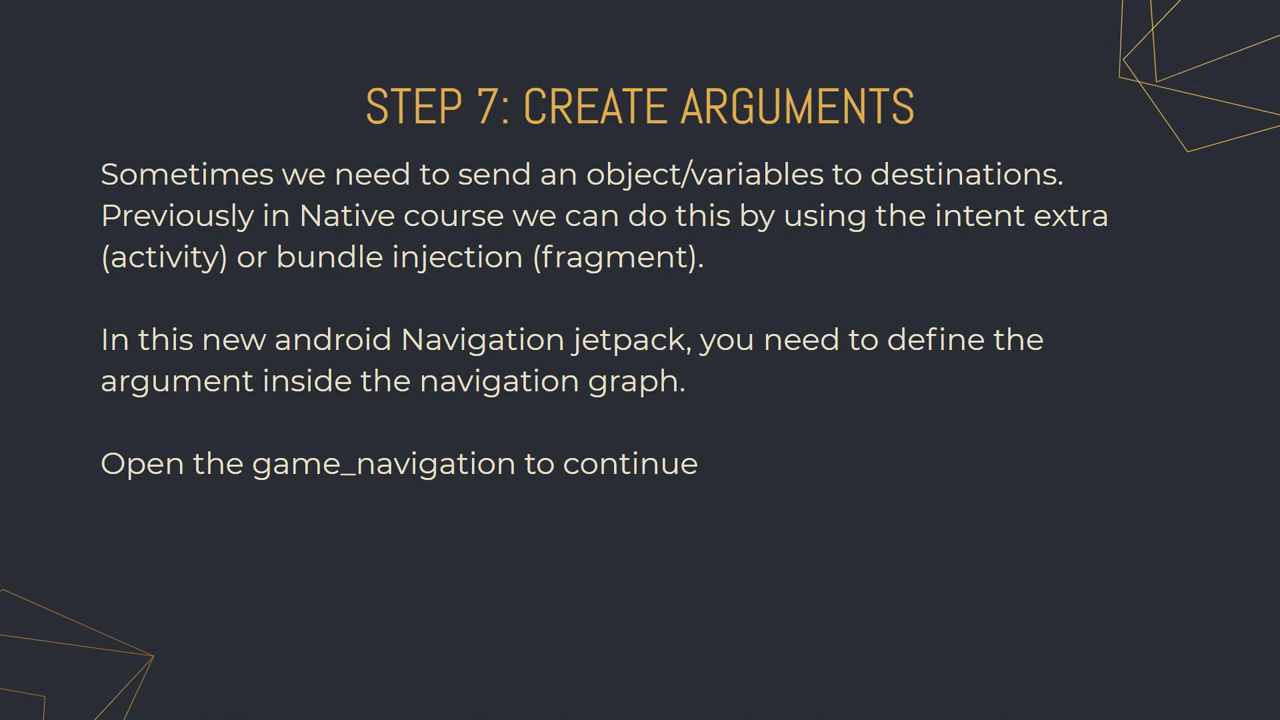 STEP 7: CREATE ARGUMENTS
Sometimes we need to send an object/variables to destinations.
Previously in Native course we can do this by using the intent extra
(activity) or bundle injection (fragment).
In this new android Navigation jetpack, you need to define the
argument inside the navigation graph.
Open the game_navigation to continue